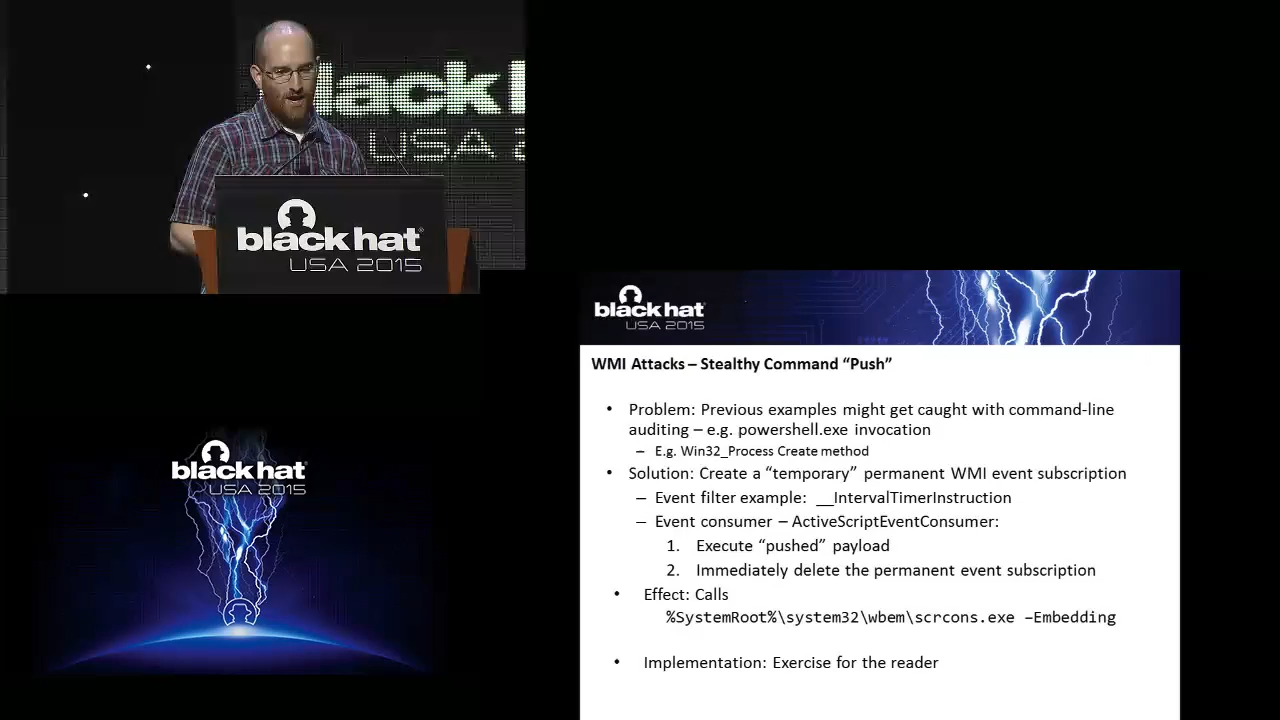 lack h
USA 2
black hat
USA 2015
black hat
USA 2015
WMI Attacks – Stealthy Command “Push”
• Problem: Previous examples might get caught with command-line
auditing – e.g. powershell.exe invocation
– E.g. Win32_Process Create method
• Solution: Create a “temporary” permanent WMI event subscription
– Event filter example: __IntervalTimerInstruction
– Event consumer – ActiveScriptEventConsumer:
1. Execute “pushed” payload
2. Immediately delete the permanent event subscription
• Effect: Calls
%SystemRoot%\system32\wbem\scrcons.exe –Embedding
• Implementation: Exercise for the reader
black hat
USA 2015